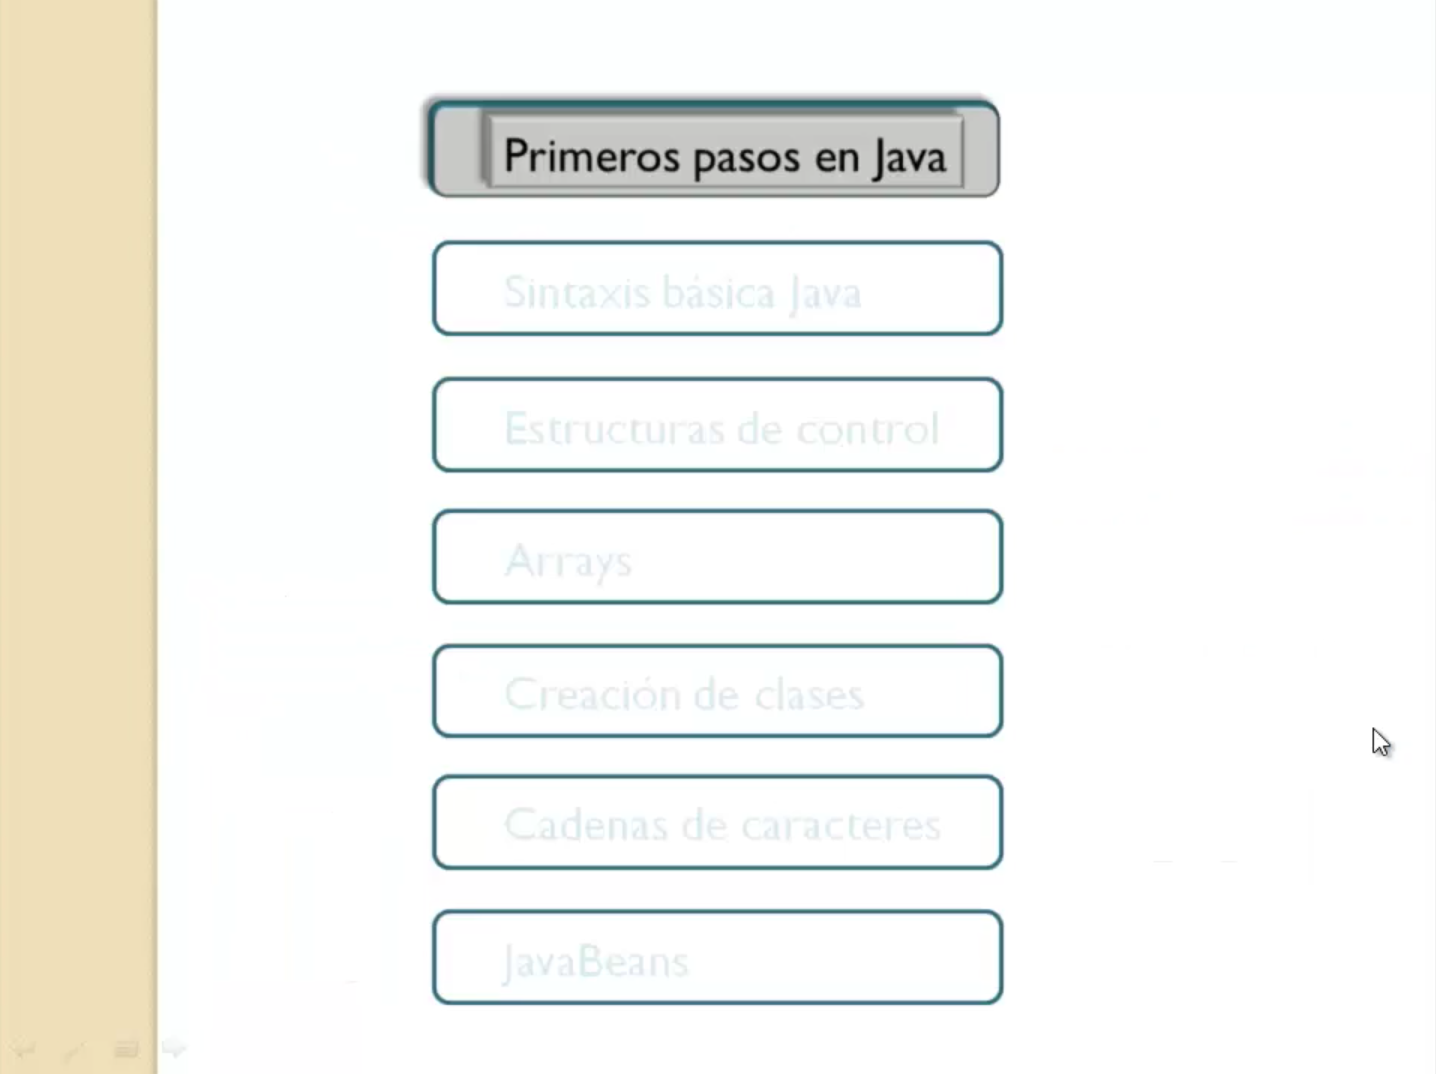 Primeros pasos en Java
Sintaxis básica Java
Estructuras de control
Arrays
Creación de clases
Cadenas de caracteres
JavaBeans